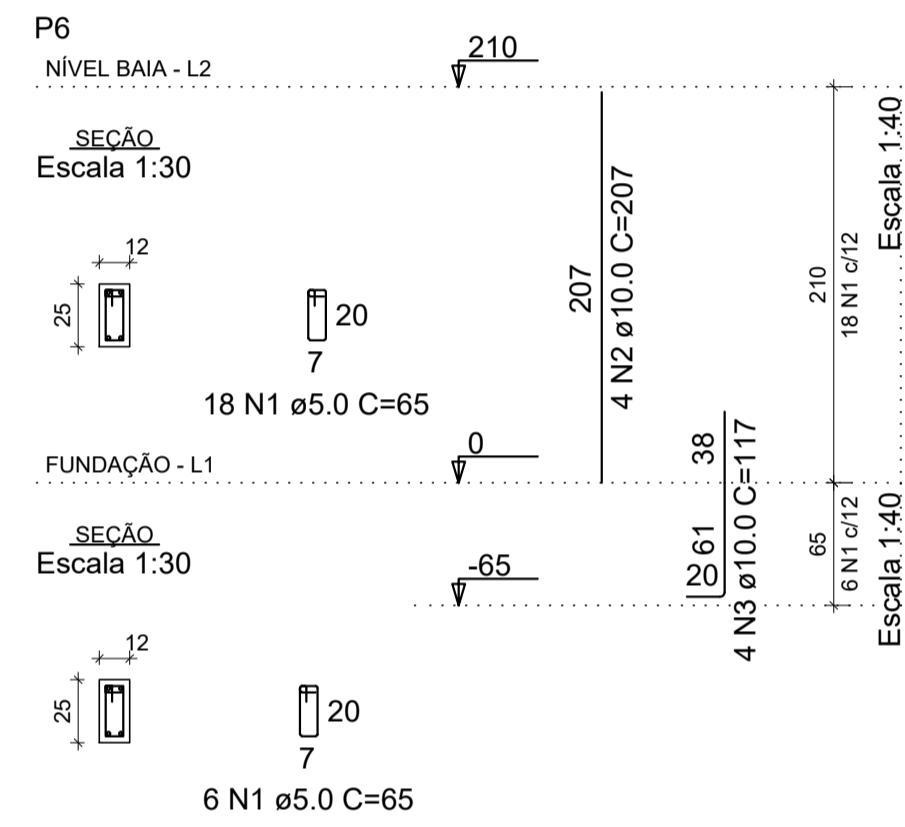 P6
NÍVEL BAIA - L2
210
SEÇÃO
Escala 1:30
12
25
20
7
18 N1 ø5.0 C=65
207
4 N2 ø10.0 C=207
210
18 N1 c/12
Escala 1:40
FUNDAÇÃO - L1
0
SEÇÃO
Escala 1:30
-65
38
61
20
4 N3 ø10.0 C=117
65
6 N1 c/12
Escala 1:40
12
25
20
7
6 N1 ø5.0 C=65